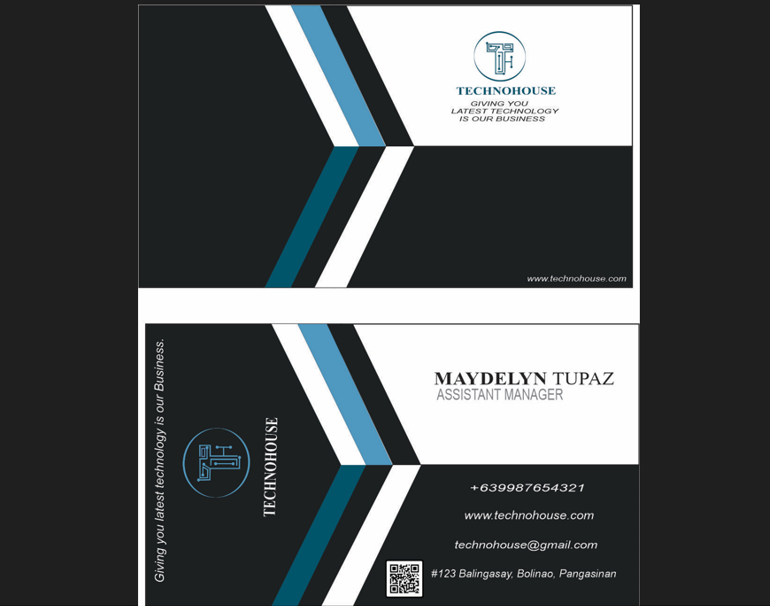 TECHNOHOUSE
GIVING YOU
LATEST TECHNOLOGY
IS OUR BUSINESS
www.technohouse.com
Giving you latest technology is our Business.
TECHNOHOUSE
MAYDELYN TUPAZ
ASSISTANT MANAGER
+639987654321
www.technohouse.com
technohouse@gmail.com
#123 Balingasay, Bolinao, Pangasinan